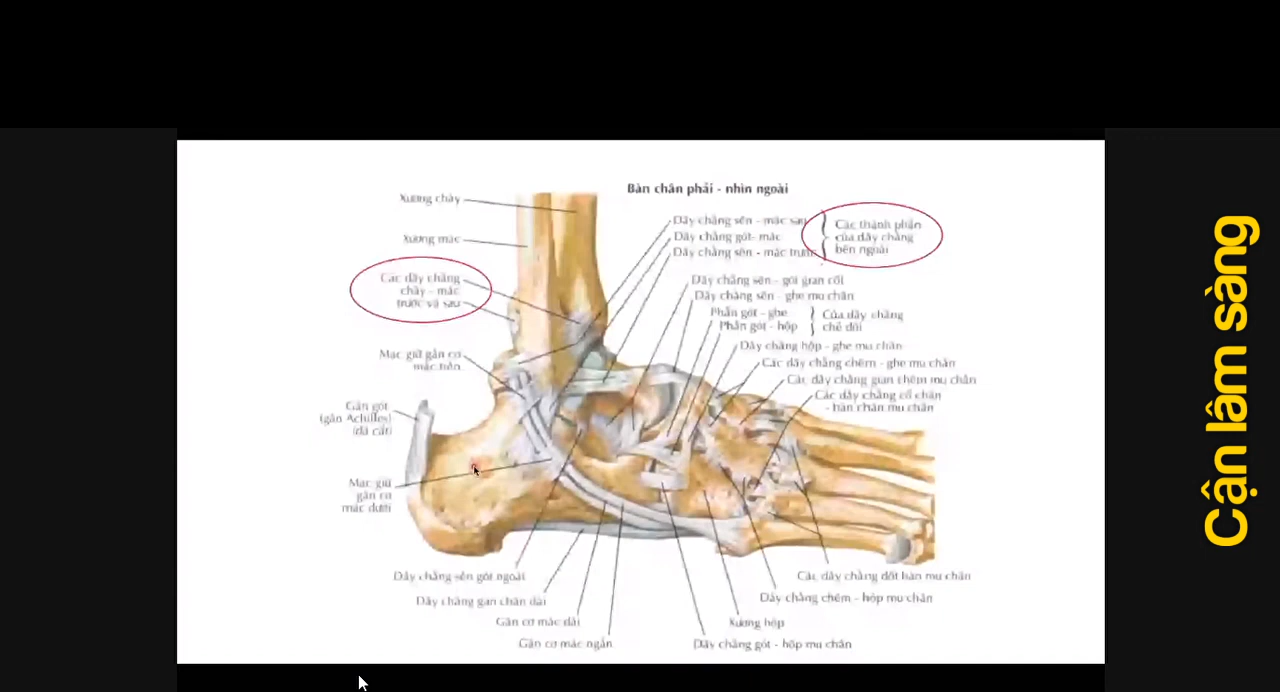 Bàn chân phải - nhìn ngoài
Xương chày
Xương mác
Các dây chằng
chày - mác
trước và sau
Mạc giữ gân cơ
mác trên
Gân gót
(gân Achilles)
(đã cắt)
Mạc giữ
gân cơ
mác dưới
Dây chằng sên - mác sau
Dây chằng gót- mác
Dây chằng sên - mác trước
Các thành phần
của dây chằng
bên ngoài
Dây chằng sên - gót gian cốt
Dây chằng sên - ghe mu chân
Phần gót - ghe
Phần gót - hộp
Của dây chằng
chẻ đôi
Dây chằng hộp - ghe mu chân
Các dây chằng chêm - ghe mu chân
Các dây chằng gian chêm mu chân
Các dây chằng cổ chân
- bàn chân mu chân
Dây chằng sên gót ngoài
Dây chằng gan chân dài
Gân cơ mác dài
Gân cơ mác ngắn
Các dây chằng đốt bàn mu chân
Dây chằng chêm - hộp mu chân
Xương hộp
Dây chằng gót - hộp mu chân
Cận lâm sàng